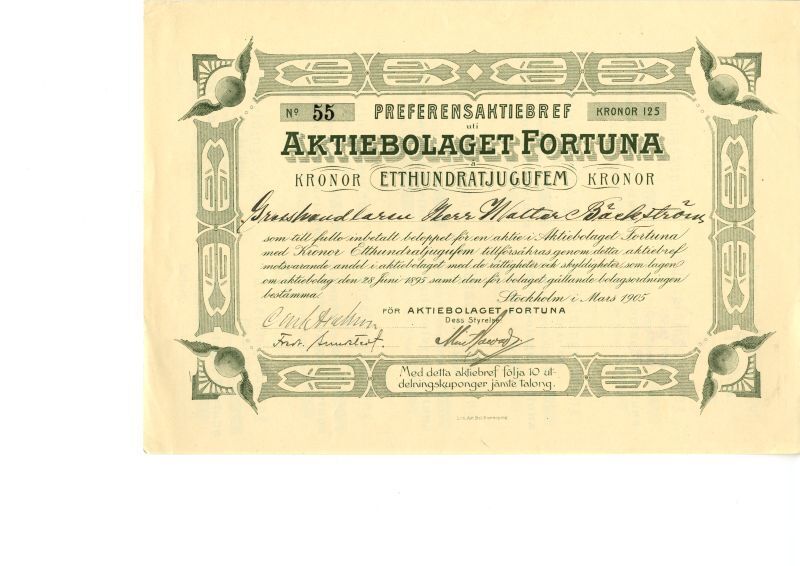 No 55 PREFERENSAKTIEBREF KRONOR 125
uti
AKTIEBOLAGET FORTUNA
å
KRONOR ETTHUNDRATJUGUFEM KRONOR
Grosshandlaren Herr Walter Bäckström
som till fullo inbetalt beloppet för en aktie i Aktiebolaget Fortuna
med Kronor Etthundratjugufem tillförsäkras genom detta aktiebref
motsvarande andel i aktiebolaget med de rättigheter och skyldigheter, som lagen
om aktiebolag den 28 Juni 1895 samt den för bolaget gällande bolagsordningen
bestämma.
Stockholm i Mars 1905
FÖR AKTIEBOLAGET FORTUNA
Dess Styrelse:
Med detta aktiebref följa 10 ut-
delningskuponger jämte Talong.